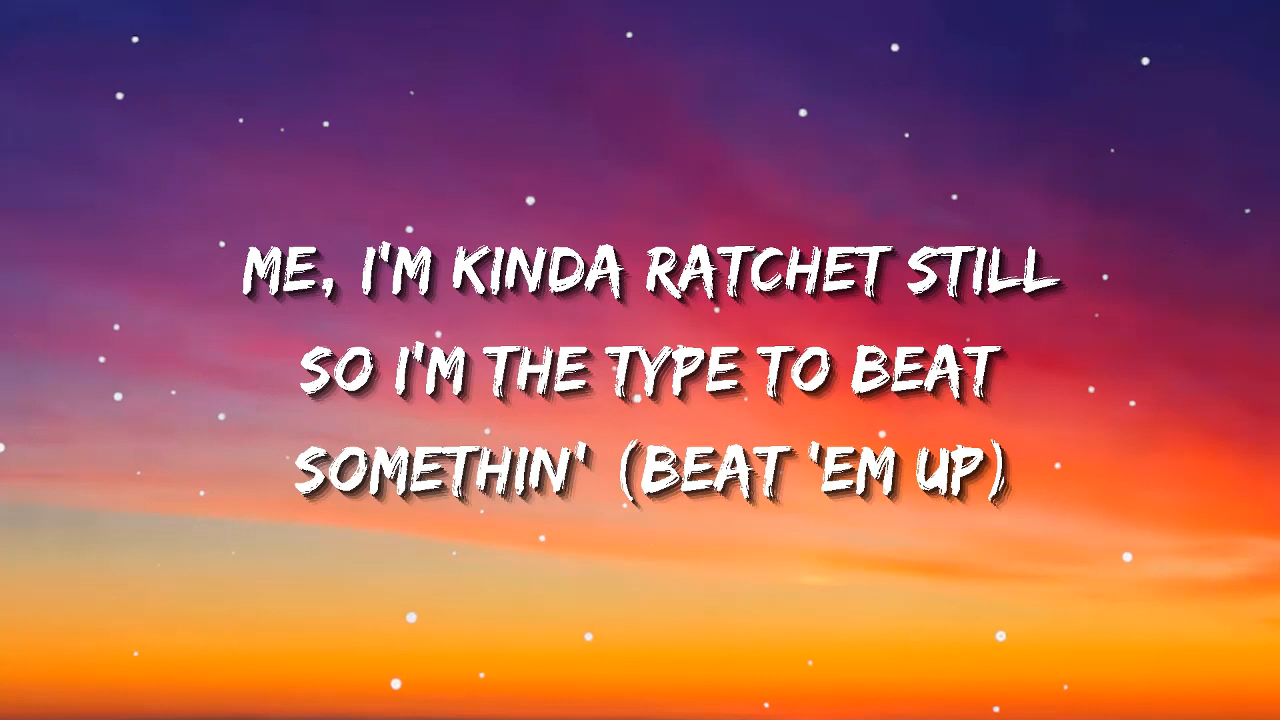 ME, I'M KINDA RATCHET STILL
SO I'M THE TYPE TO BEAT
SOMETHIN' (BEAT 'EM UP)